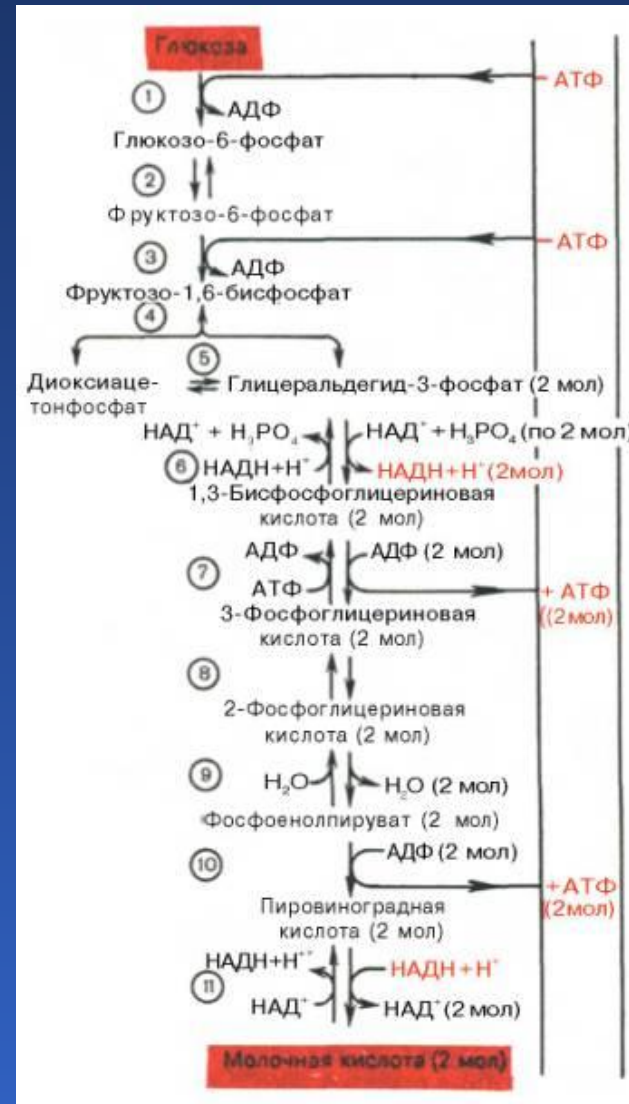 Глюкоза
1
АДФ
- АТФ
Глюкозо-6-фосфат
2
Фруктозо-6-фосфат
3
АДФ
- АТФ
Фруктозо-1,6-бисфосфат
4
5
Диоксиаце-
тонфосфат
Глицеральдегид-3-фосфат (2 мол)
НАД⁺ + H₃PO₄
НАД⁺ + H₃PO₄ (по 2 мол)
6
НАДН+Н⁺
НАДН+Н⁺ (2мол)
1,3-Бисфосфоглицериновая
кислота (2 мол)
АДФ
АДФ (2 мол)
7
АТФ
+ АТФ
((2мол)
3-Фосфоглицериновая
кислота (2 мол)
8
2-Фосфоглицериновая
кислота (2 мол)
9
H₂O
H₂O (2 мол)
Фосфоенолпируват (2 мол)
10
АДФ (2 мол)
+АТФ
((2мол)
Пировиноградная
кислота (2 мол)
НАДН+Н⁺⁺
НАДН+Н⁺
11
НАД⁺
НАД⁺ (2 мол)
Молочная кислота (2 мол)